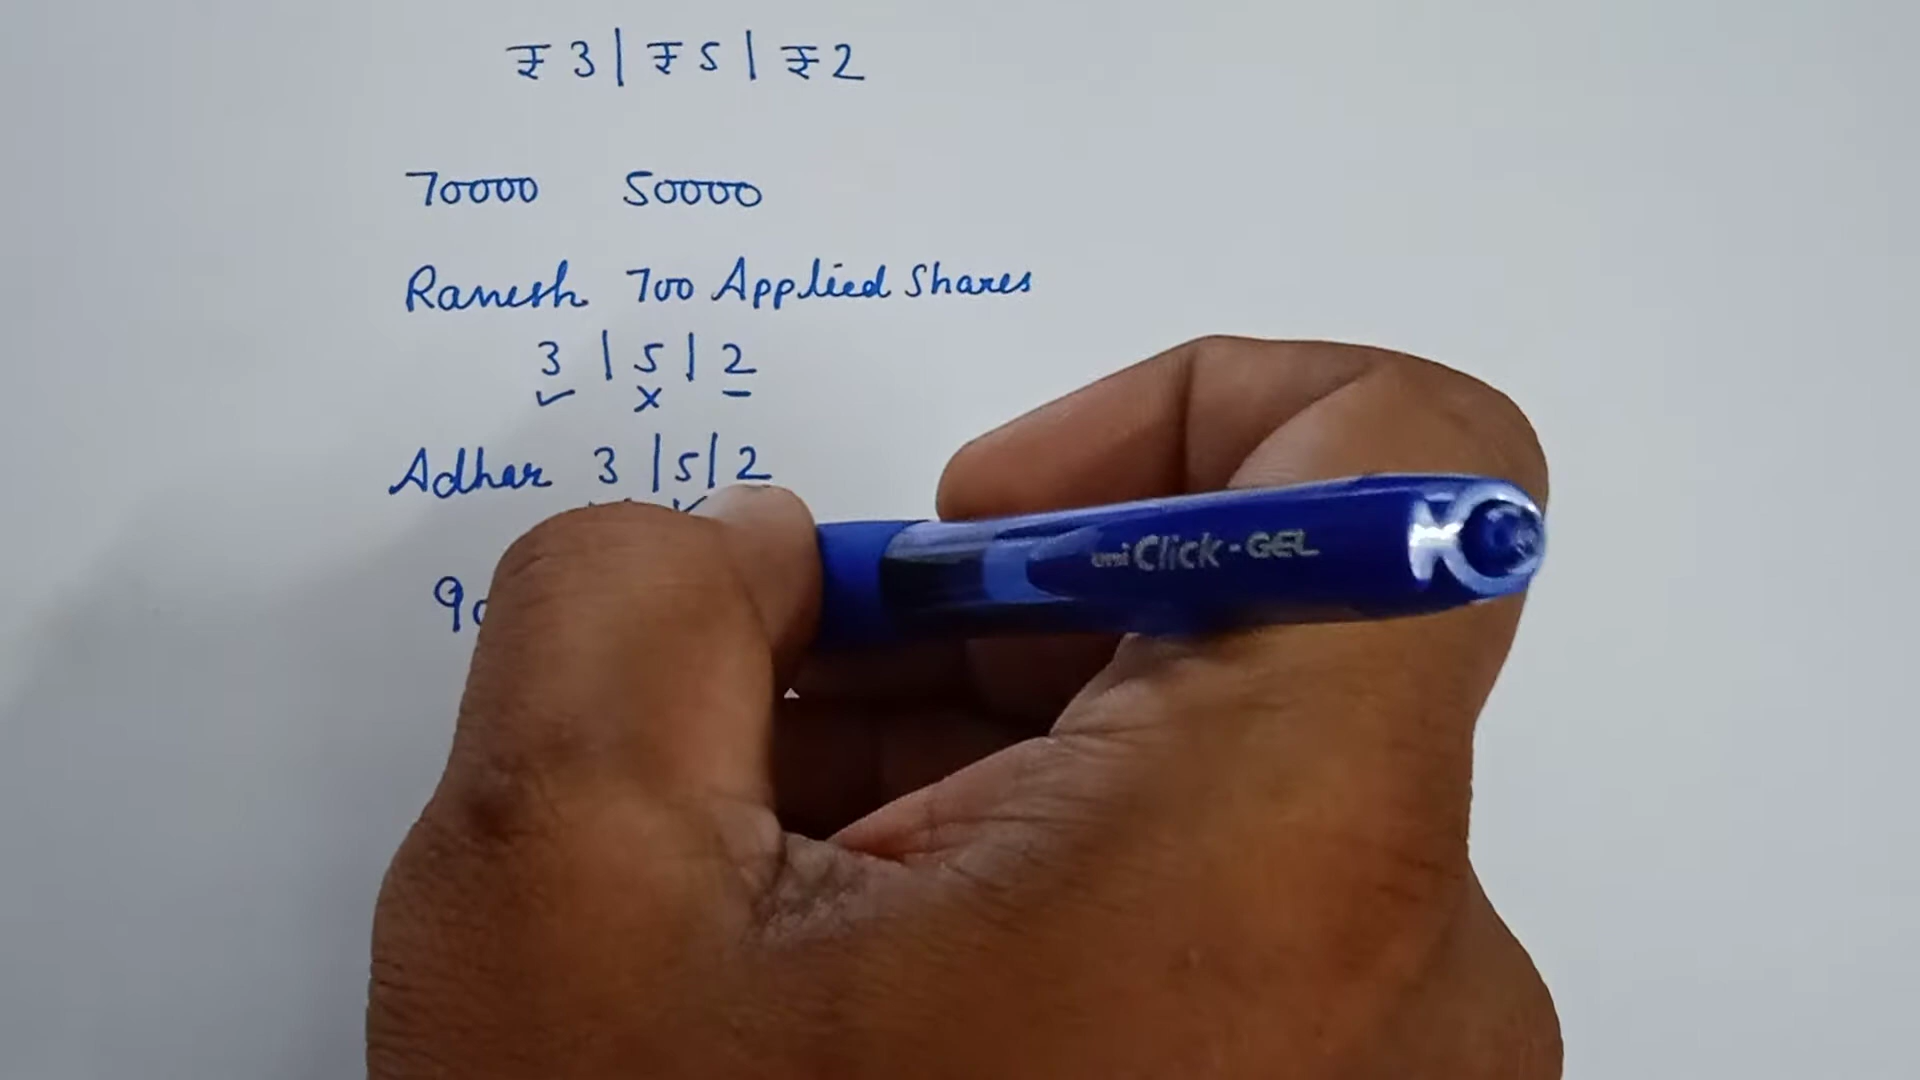 ₹3 | ₹5 | ₹2
70000 50000
Ramesh 700 Applied Shares
3 | 5 | 2
✓ x –
Adhar 3 | 5 | 2
uni Click-GEL